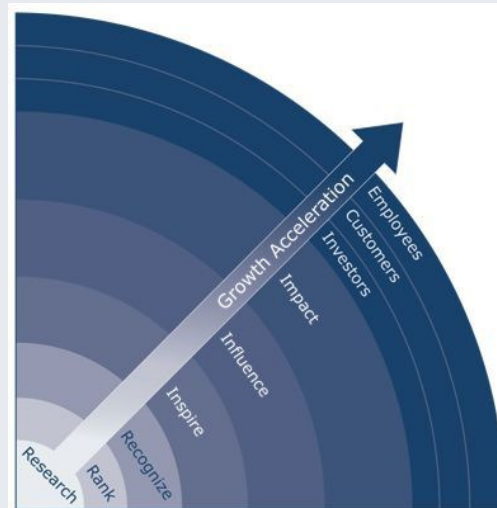 Research
Rank
Recognize
Inspire
Influence
Impact
Investors
Customers
Employees
Growth Acceleration